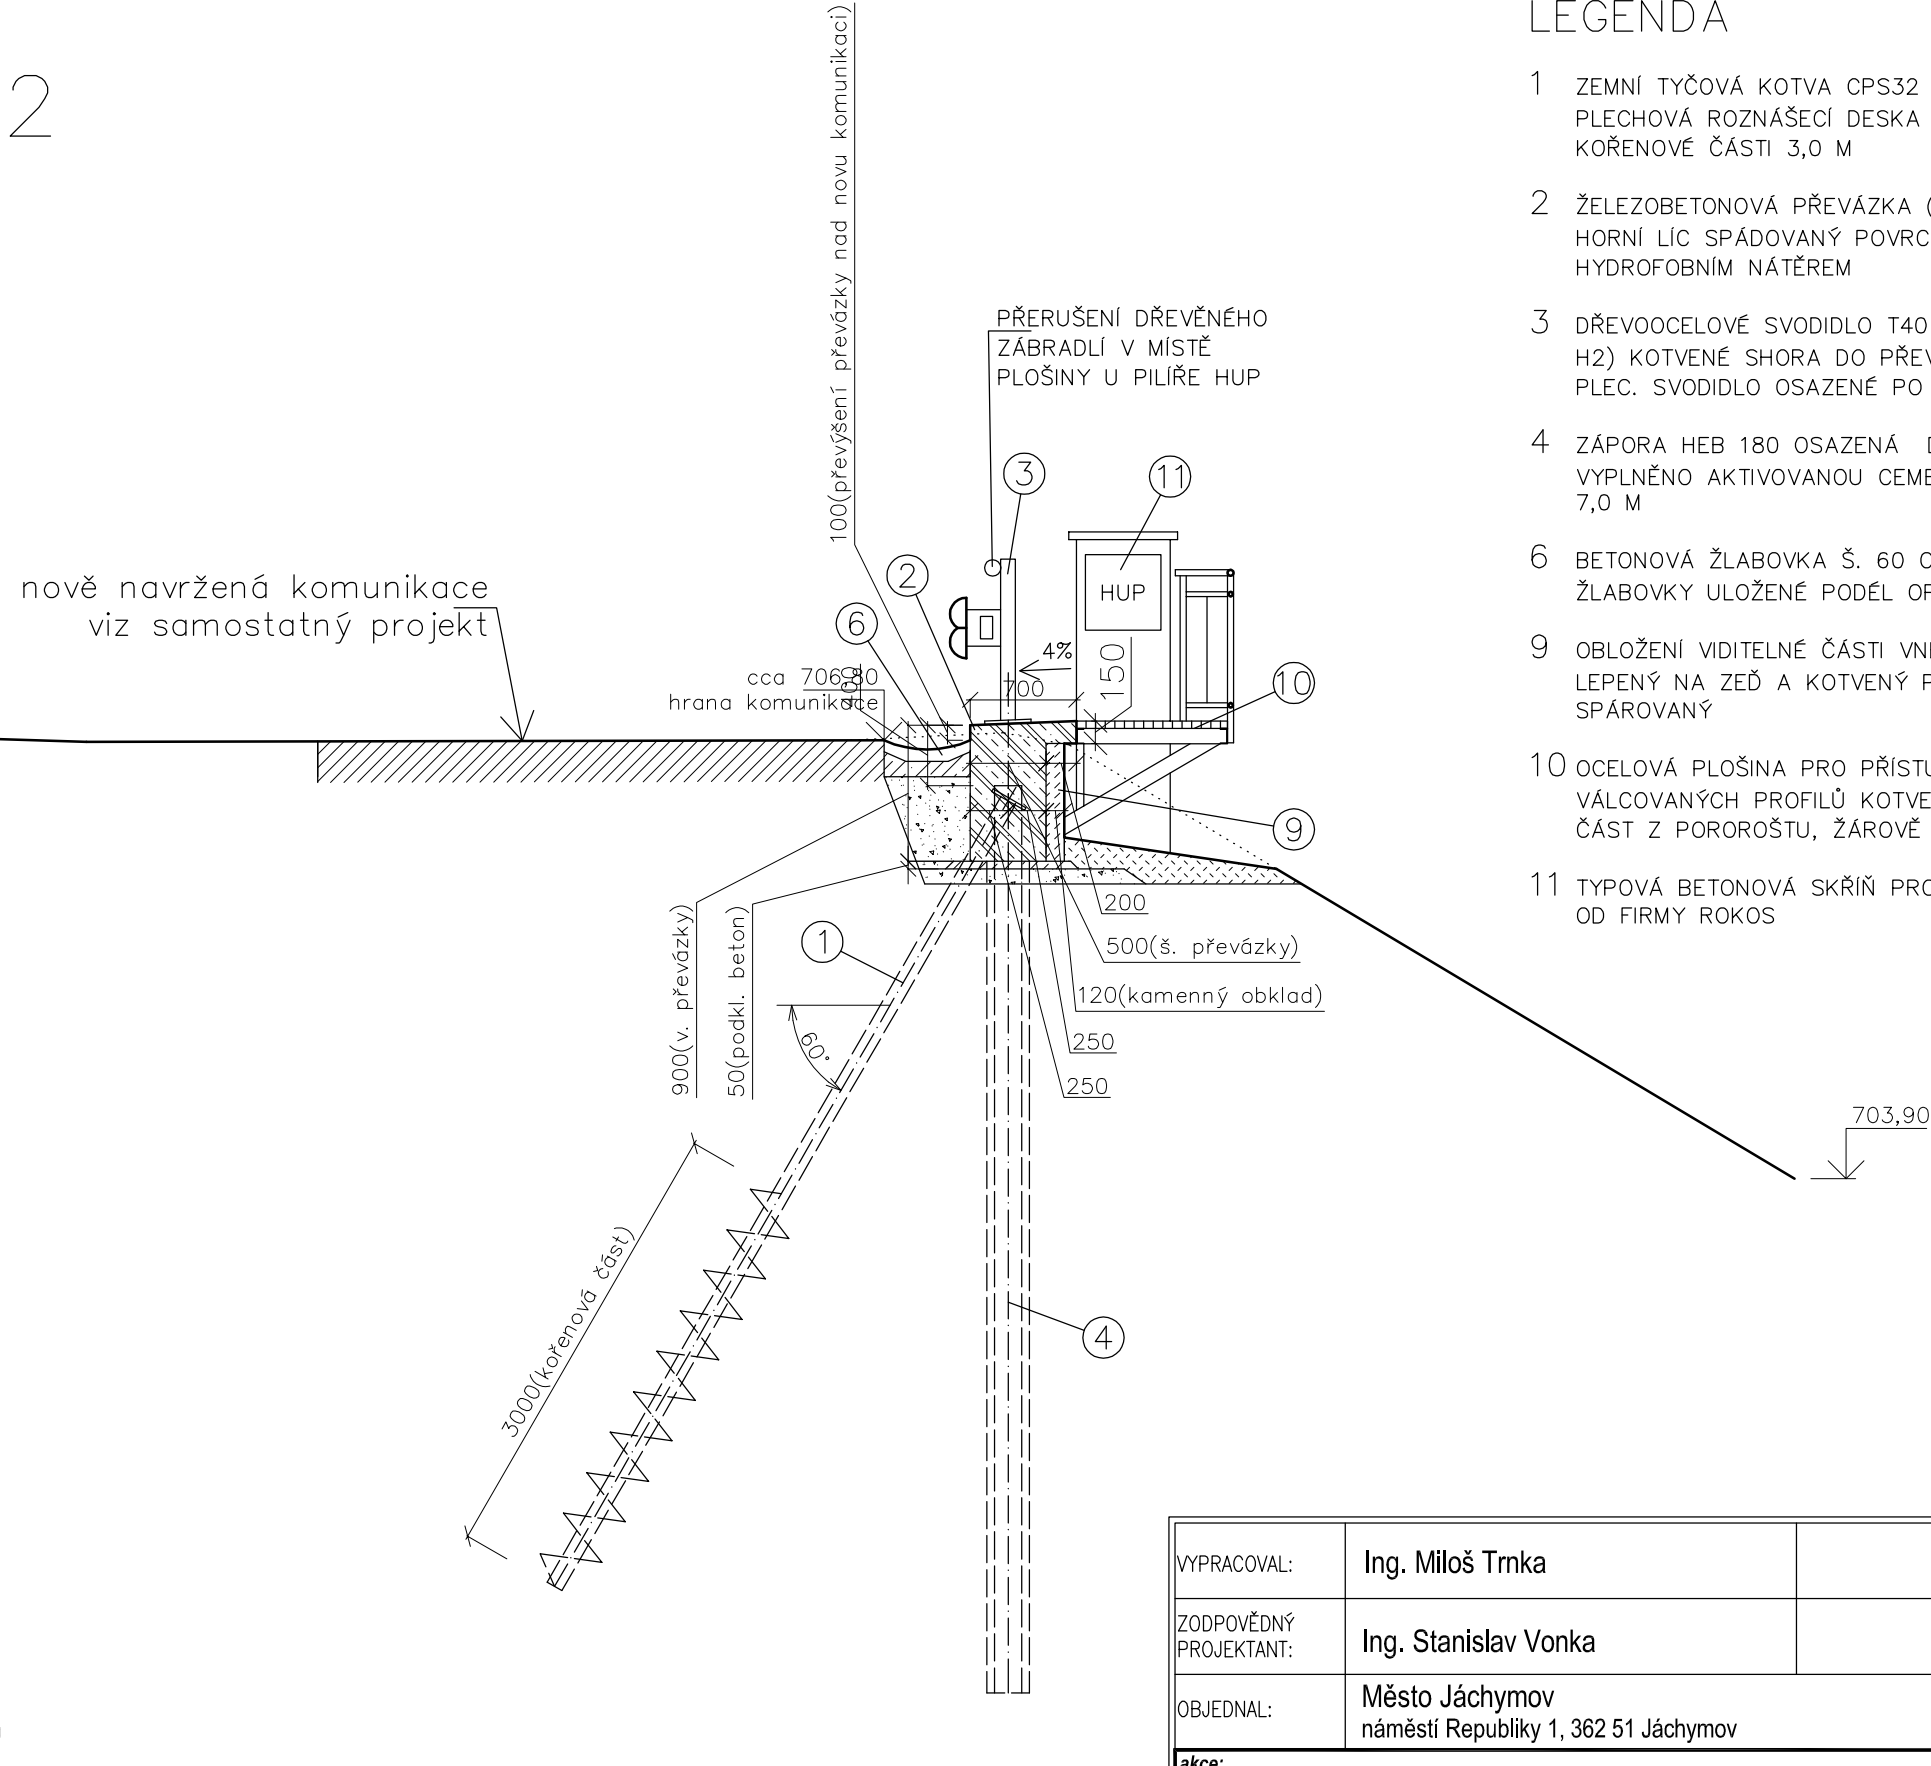 2
100(převýšení převázky nad novu komunikaci)
PŘERUŠENÍ DŘEVĚNÉHO
ZÁBRADLÍ V MÍSTĚ
PLOŠINY U PILÍŘE HUP
3
11
2
6
HUP
nově navržená komunikace
viz samostatný projekt
cca 706,80
hrana komunikace
400
4%
700
150
10
9
200
500(š. převázky)
120(kamenný obklad)
250
250
900(v. převázky)
50(podkl. beton)
1
60°
3000(kořenová část)
4
703,90
LEGENDA
1 ZEMNÍ TYČOVÁ KOTVA CPS32
PLECHOVÁ ROZNÁŠECÍ DESKA
KOŘENOVÉ ČÁSTI 3,0 M
2 ŽELEZOBETONOVÁ PŘEVÁZKA (
HORNÍ LÍC SPÁDOVANÝ POVRC
HYDROFOBNÍM NÁTĚREM
3 DŘEVOOCELOVÉ SVODIDLO T40
H2) KOTVENÉ SHORA DO PŘEV
PLEC. SVODIDLO OSAZENÉ PO
4 ZÁPORA HEB 180 OSAZENÁ
VYPLNĚNO AKTIVOVANOU CEME
7,0 M
6 BETONOVÁ ŽLABOVKA Š. 60
ŽLABOVKY ULOŽENÉ PODÉL
9 OBLOŽENÍ VIDITELNÉ ČÁSTI
LEPENÝ NA ZEĎ A KOTVENÝ
SPÁROVANÝ
10 OCELOVÁ PLOŠINA PRO PŘÍSTU
VÁLCOVANÝCH PROFILŮ KOTVE
ČÁST Z POROROŠTU, ŽÁROVĚ
11 TYPOVÁ BETONOVÁ SKŘÍŇ PRO
OD FIRMY ROKOS
VYPRACOVAL: Ing. Miloš Trnka
ZODPOVĚDNÝ
PROJEKTANT: Ing. Stanislav Vonka
OBJEDNAL: Město Jáchymov
náměstí Republiky 1, 362 51 Jáchymov
akce: